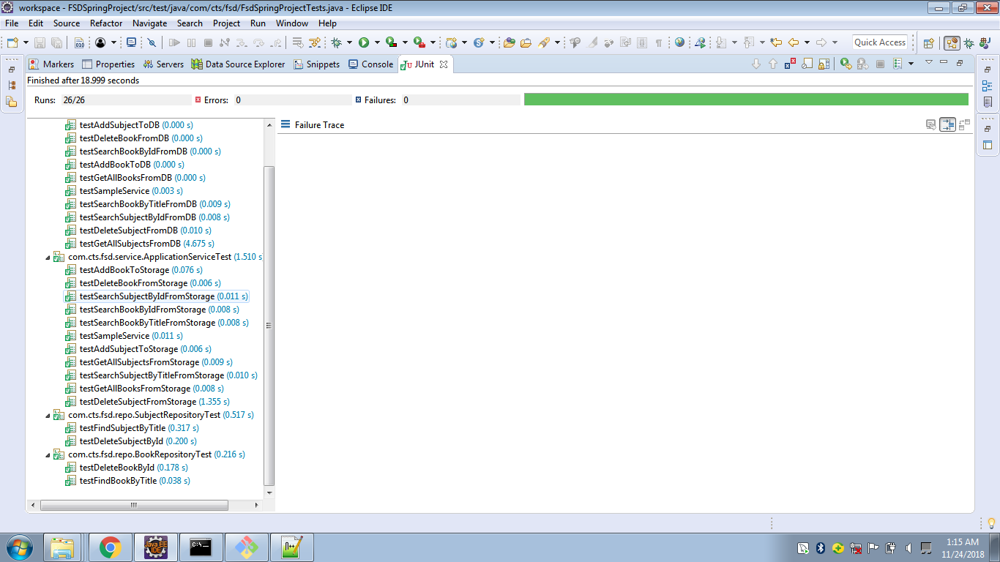 workspace - FSDSpringProject/src/test/java/com/cts/fsd/FsdSpringProjectTests.java - Eclipse IDE
File Edit Source Refactor Navigate Search Project Run Window Help
Quick Access
Markers Properties Servers Data Source Explorer Snippets Console JUnit
Finished after 18.999 seconds
Runs: 26/26 Errors: 0 Failures: 0
Failure Trace
testAddSubjectToDB (0.000 s)
testDeleteBookFromDB (0.000 s)
testSearchBookByIdFromDB (0.000 s)
testAddBookToDB (0.000 s)
testGetAllBooksFromDB (0.000 s)
testSampleService (0.003 s)
testSearchBookByTitleFromDB (0.009 s)
testSearchSubjectByIdFromDB (0.008 s)
testDeleteSubjectFromDB (0.010 s)
testGetAllSubjectsFromDB (4.675 s)
com.cts.fsd.service.ApplicationServiceTest (1.510 s
testAddBookToStorage (0.076 s)
testDeleteBookFromStorage (0.006 s)
testSearchSubjectByIdFromStorage (0.011 s)
testSearchBookByIdFromStorage (0.008 s)
testSearchBookByTitleFromStorage (0.008 s)
testSampleService (0.011 s)
testAddSubjectToStorage (0.006 s)
testGetAllSubjectsFromStorage (0.009 s)
testSearchSubjectByTitleFromStorage (0.010 s)
testGetAllBooksFromStorage (0.008 s)
testDeleteSubjectFromStorage (1.355 s)
com.cts.fsd.repo.SubjectRepositoryTest (0.517 s)
testFindSubjectByTitle (0.317 s)
testDeleteSubjectById (0.200 s)
com.cts.fsd.repo.BookRepositoryTest (0.216 s)
testDeleteBookById (0.178 s)
testFindBookByTitle (0.038 s)
Java EE
IDE
C:\
1:15 AM
11/24/2018